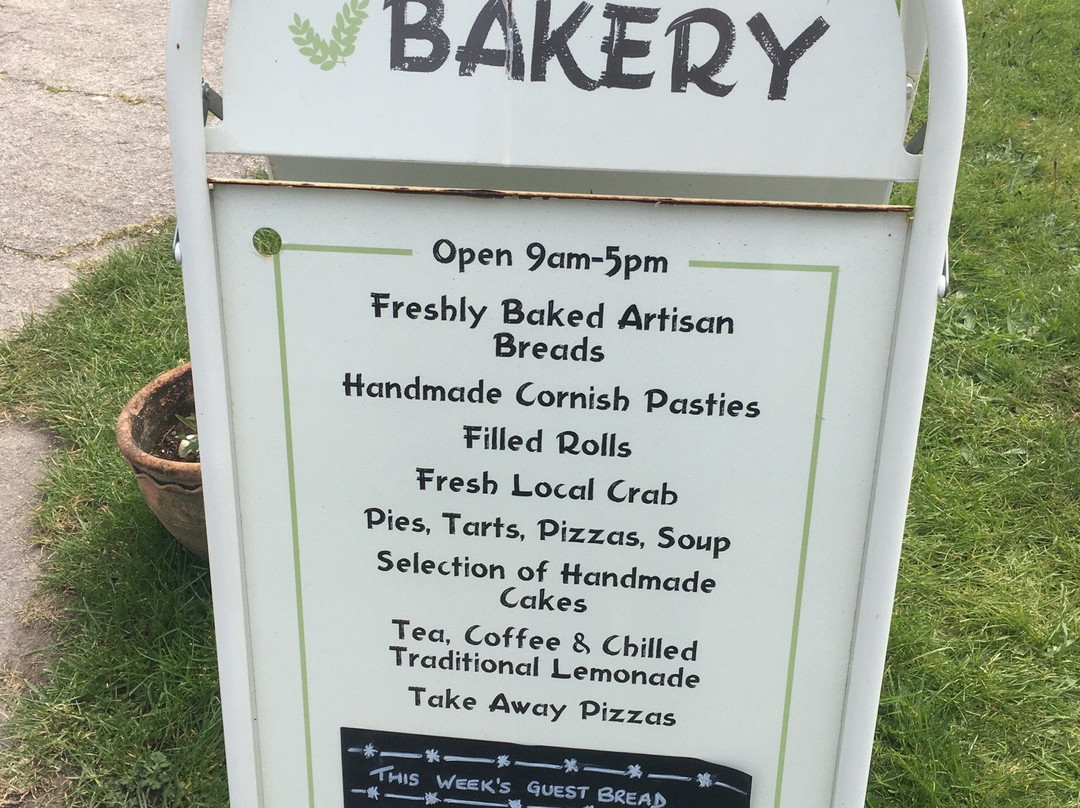 BAKERY
Open 9am-5pm
Freshly Baked Artisan
Breads
Handmade Cornish Pasties
Filled Rolls
Fresh Local Crab
Pies, Tarts, Pizzas, Soup
Selection of Handmade
Cakes
Tea, Coffee & Chilled
Traditional Lemonade
Take Away Pizzas
THIS WEEK'S GUEST BREAD